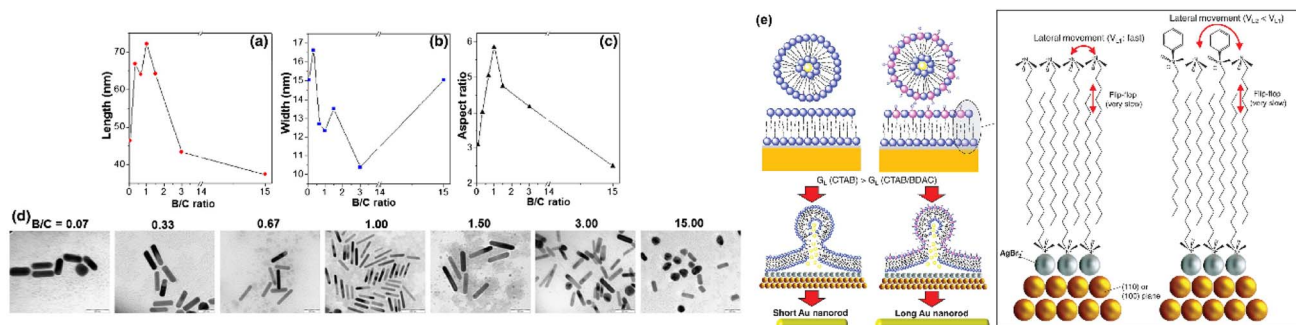 (a)
Length (nm)
70
60
50
40
0 1 2 3 14 15
B/C ratio
(b)
Width (nm)
17
16
15
14
13
12
11
10
0 1 2 3 14 15
B/C ratio
(c)
Aspect ratio
6
5
4
3
2
0 1 2 3 14 15
B/C ratio
(d) B/C = 0.07 0.33 0.67 1.00 1.50 3.00 15.00
(e)
G_L (CTAB) > G_L (CTAB/BDAC)
Short Au nanorod
Long Au nanorod
Lateral movement (V_L1: fast)
Flip-flop
(very slow)
Lateral movement (V_L2 < V_L1)
Flip-flop
(very slow)
AgBr₂⁻
{110} or
{100} plane